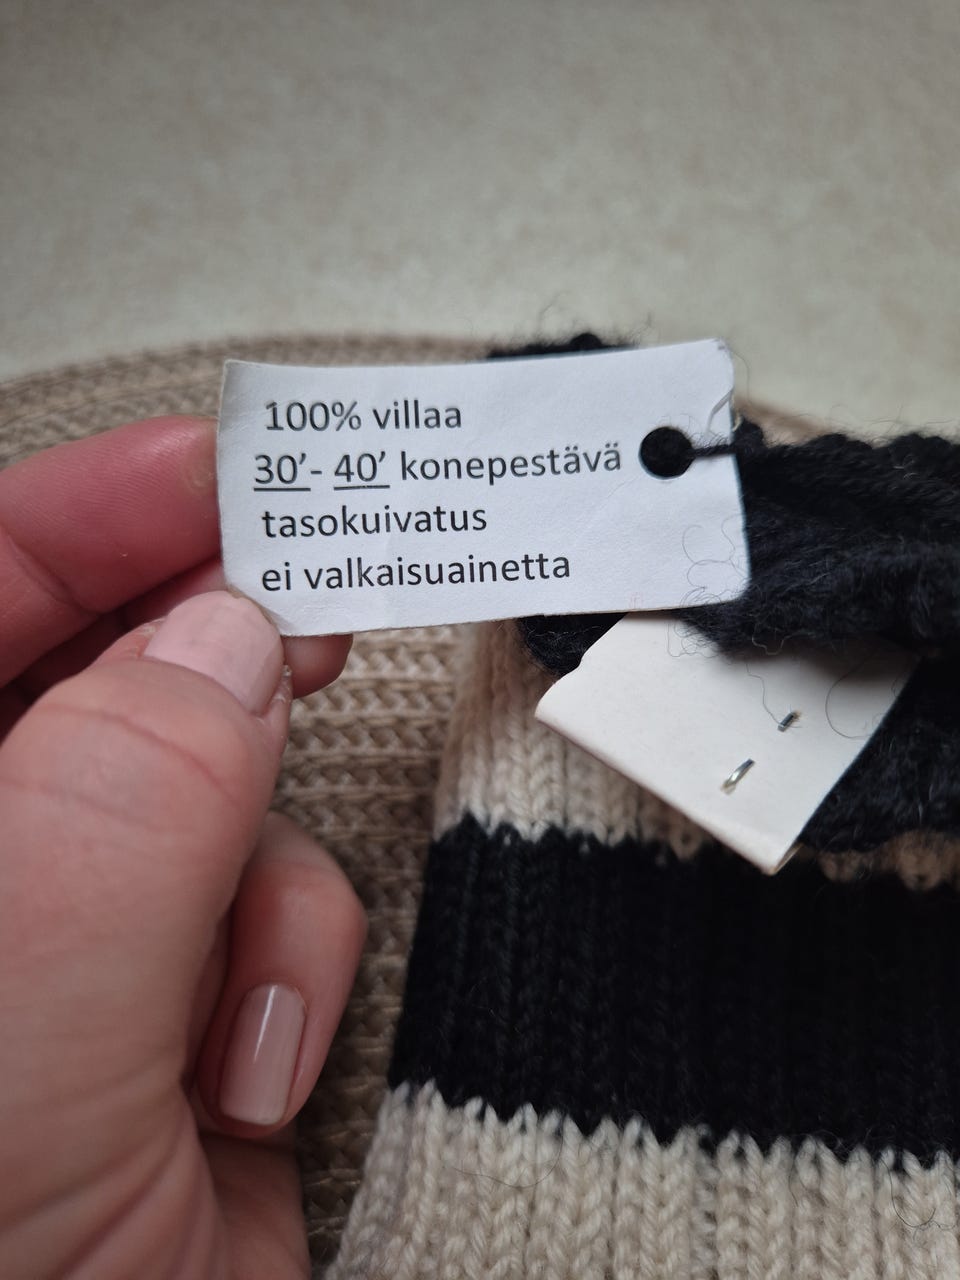 100% villaa
30’- 40’ konepestävä
tasokuivatus
ei valkaisuainetta